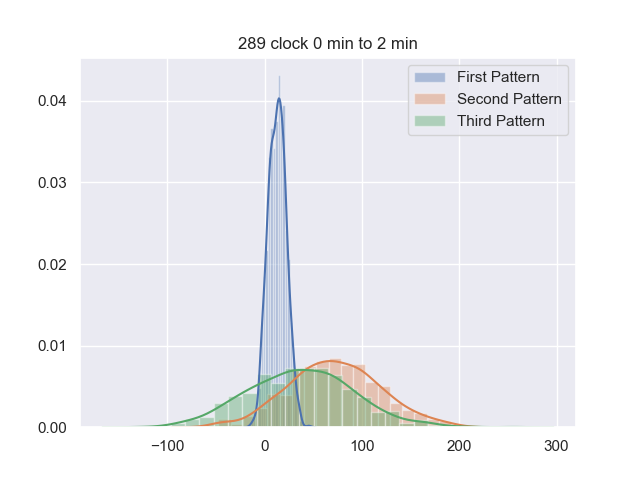 289 clock 0 min to 2 min
First Pattern
Second Pattern
Third Pattern
0.04
0.03
0.02
0.01
0.00
−100 0 100 200 300